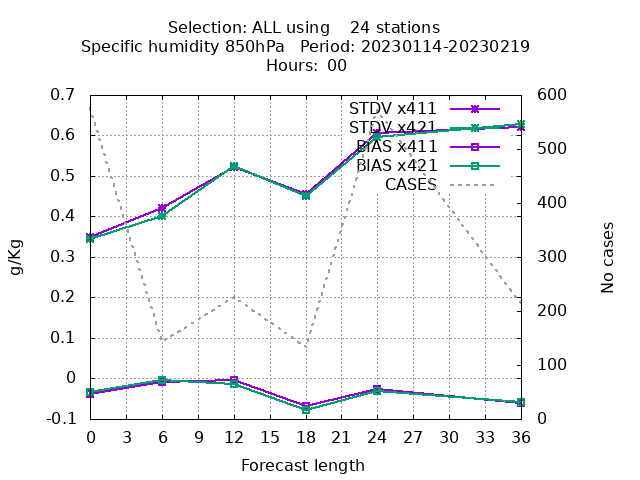 Selection: ALL using    24 stations
Specific humidity 850hPa   Period: 20230114-20230219
Hours: 00
0.7
0.6
0.5
0.4
0.3
0.2
0.1
0
-0.1
g/Kg
STDV x411
STDV x421
BIAS x411
BIAS x421
CASES
600
500
400
300
200
100
0
No cases
0 3 6 9 12 15 18 21 24 27 30 33 36
Forecast length